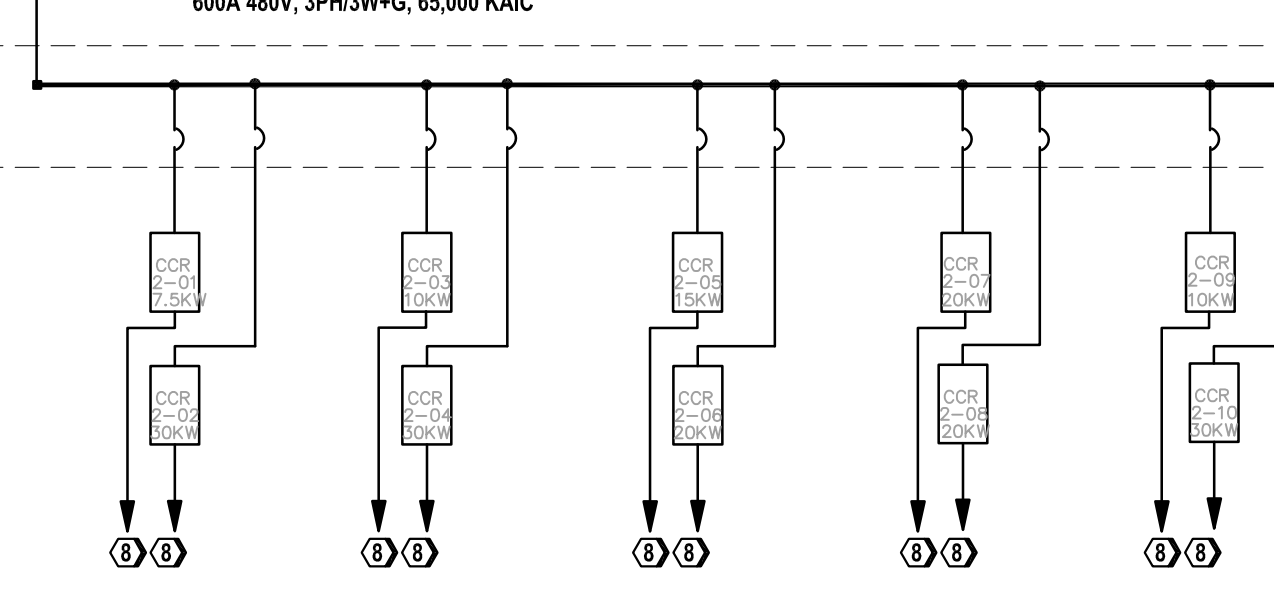 600A 480V, 3PH/3W+G, 65,000 KAIC
CCR
2-01
7.5KW
CCR
2-03
10KW
CCR
2-05
15KW
CCR
2-07
20KW
CCR
2-09
10KW
CCR
2-02
30KW
CCR
2-04
30KW
CCR
2-06
20KW
CCR
2-08
20KW
CCR
2-10
30KW
8 8 8 8 8 8 8 8 8 8